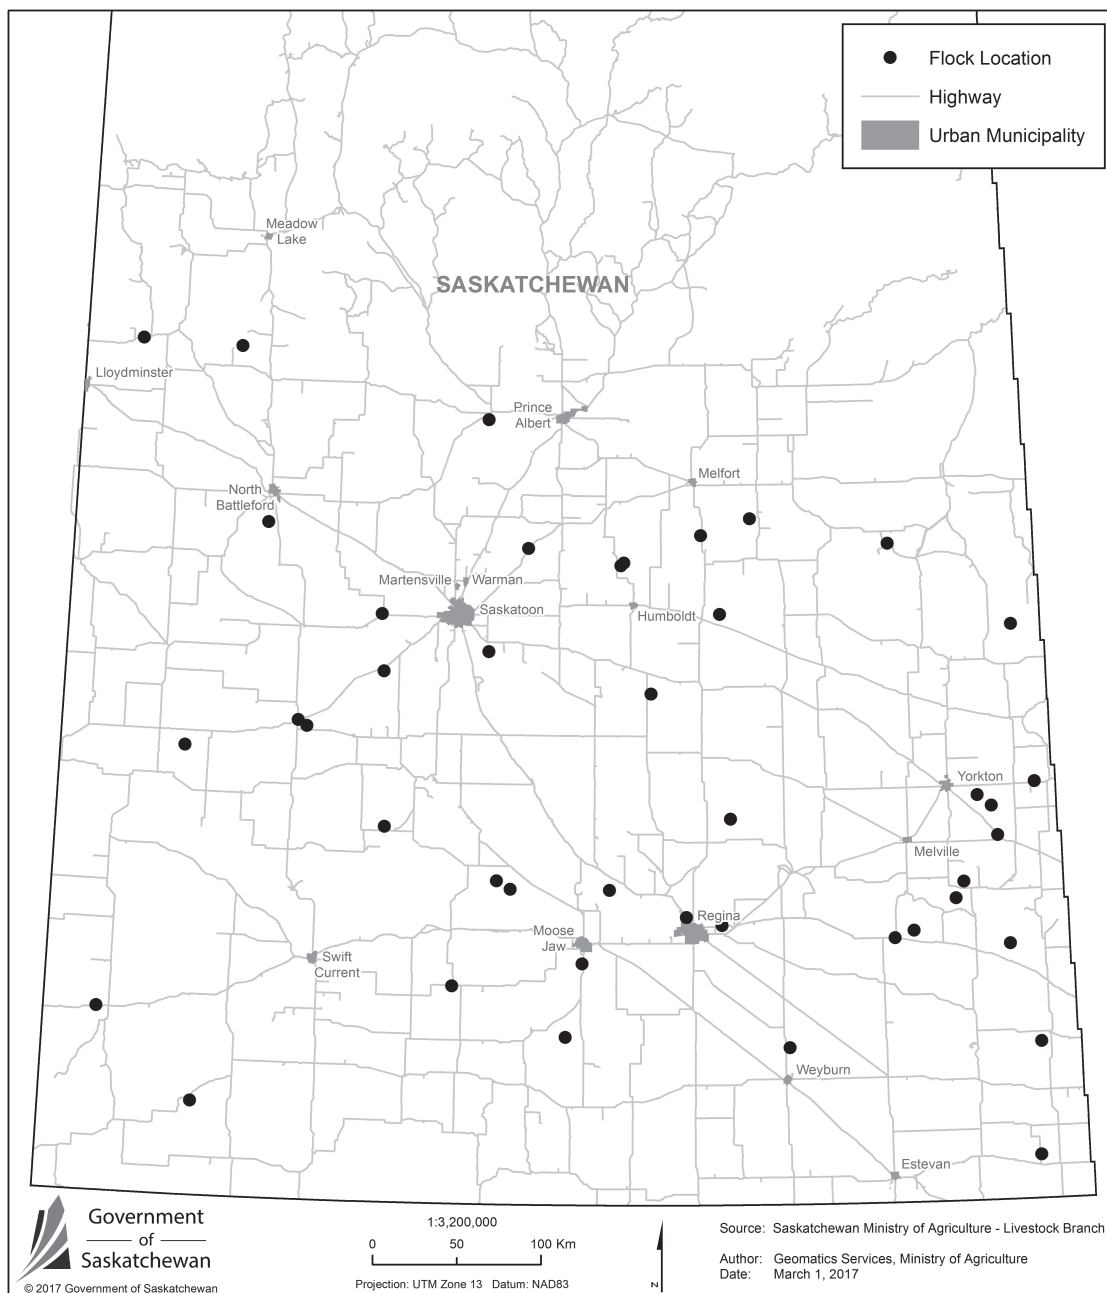 Flock Location
Highway
Urban Municipality
Meadow
Lake
SASKATCHEWAN
Lloydminster
Prince
Albert
Melfort
North
Battleford
Martensville
Warman
Saskatoon
Humboldt
Yorkton
Melville
Regina
Moose
Jaw
Swift
Current
Weyburn
Estevan
Government
of
Saskatchewan
© 2017 Government of Saskatchewan
1:3,200,000
0 50 100 Km
Projection: UTM Zone 13 Datum: NAD83
N
Source: Saskatchewan Ministry of Agriculture - Livestock Branch
Author: Geomatics Services, Ministry of Agriculture
Date: March 1, 2017